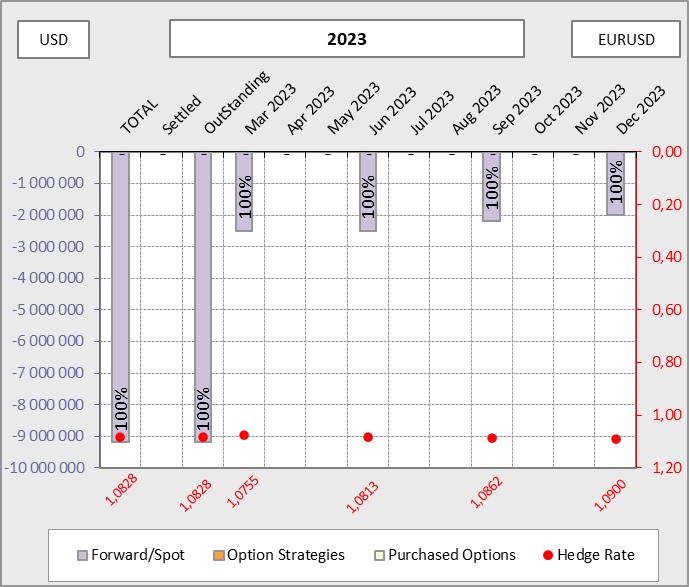 USD
2023
EURUSD
TOTAL
Settled
OutStanding
Mar 2023
Apr 2023
May 2023
Jun 2023
Jul 2023
Aug 2023
Sep 2023
Oct 2023
Nov 2023
Dec 2023
0
-1 000 000
-2 000 000
-3 000 000
-4 000 000
-5 000 000
-6 000 000
-7 000 000
-8 000 000
-9 000 000
-10 000 000
100%
100%
100%
100%
100%
100%
0,00
0,20
0,40
0,60
0,80
1,00
1,20
1,0828
1,0828
1,0755
1,0813
1,0862
1,0900
Forward/Spot
Option Strategies
Purchased Options
Hedge Rate